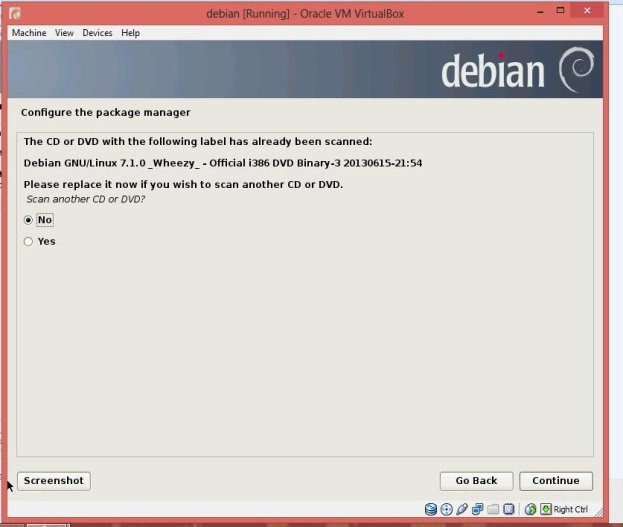 debian [Running] - Oracle VM VirtualBox
Machine View Devices Help
debian
Configure the package manager
The CD or DVD with the following label has already been scanned:
Debian GNU/Linux 7.1.0 _Wheezy_ - Official i386 DVD Binary-3 20130615-21:54
Please replace it now if you wish to scan another CD or DVD.
Scan another CD or DVD?
No
Yes
Screenshot
Go Back
Continue
Right Ctrl